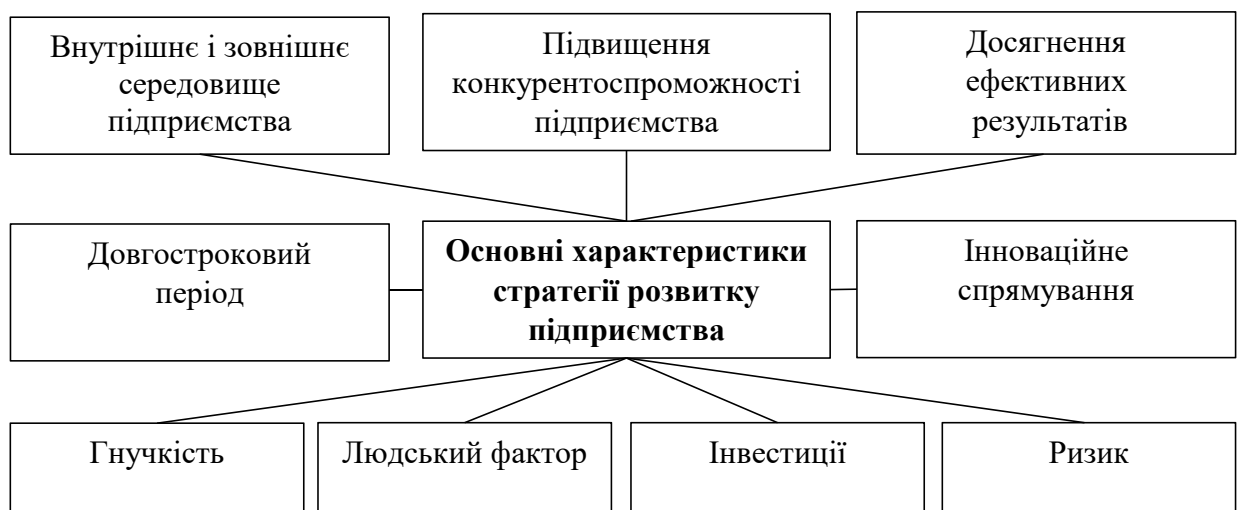 Внутрішнє і зовнішнє
середовище
підприємства
Підвищення
конкурентоспроможності
підприємства
Досягнення
ефективних
результатів
Довгостроковий
період
Основні характеристики
стратегії розвитку
підприємства
Інноваційне
спрямування
Гнучкість
Людський фактор
Інвестиції
Ризик